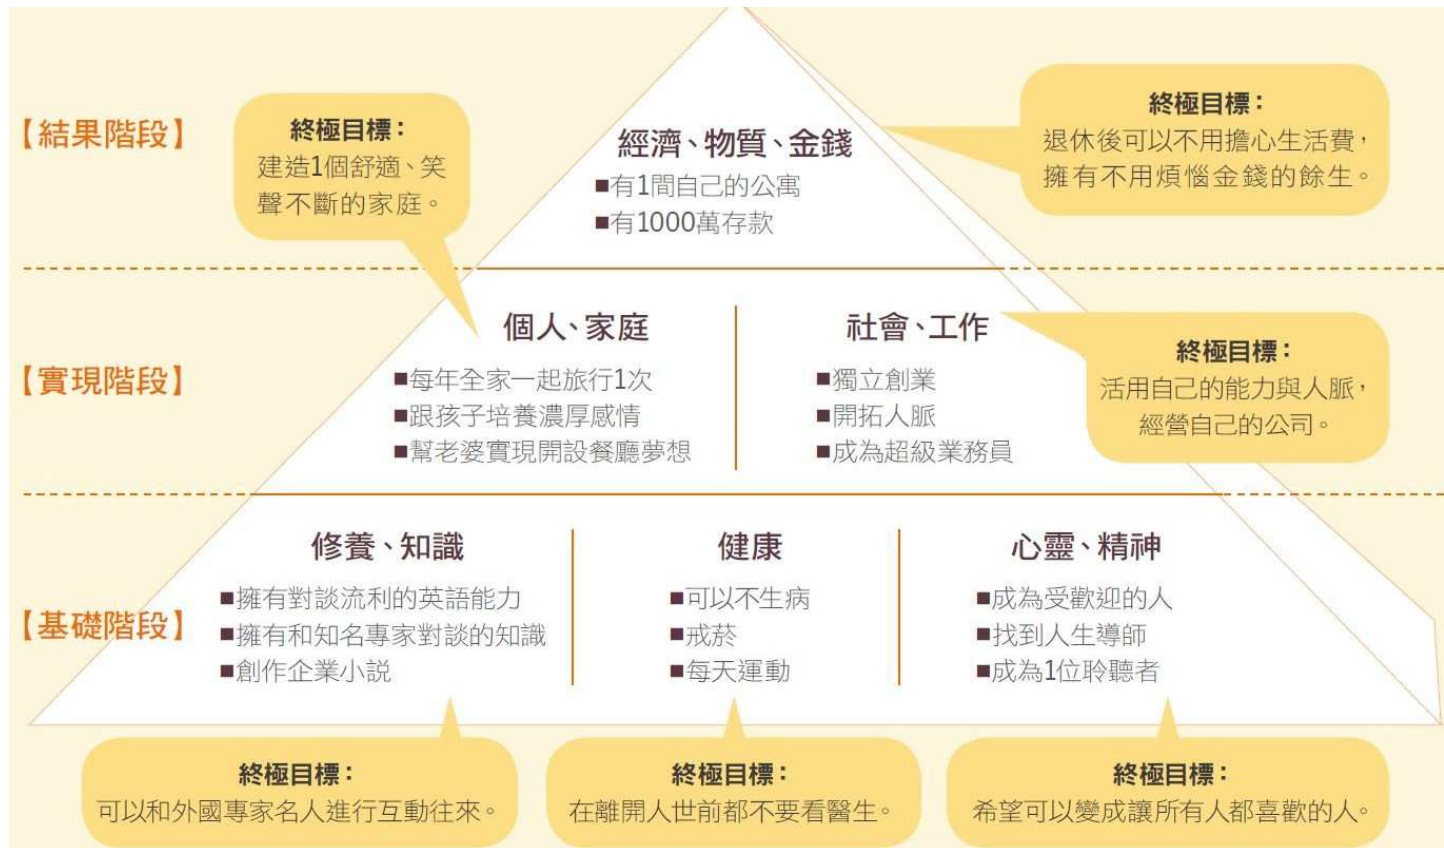 【結果階段】
終極目標：
建造1個舒適、笑
聲不斷的家庭。
經濟、物質、金錢
■有1間自己的公寓
■有1000萬存款
終極目標：
退休後可以不用擔心生活費，
擁有不用煩惱金錢的餘生。
【實現階段】
個人、家庭
■每年全家一起旅行1次
■跟孩子培養濃厚感情
■幫老婆實現開設餐廳夢想
社會、工作
■獨立創業
■開拓人脈
■成為超級業務員
終極目標：
活用自己的能力與人脈，
經營自己的公司。
【基礎階段】
修養、知識
■擁有對談流利的英語能力
■擁有和知名專家對談的知識
■創作企業小說
健康
■可以不生病
■戒菸
■每天運動
心靈、精神
■成為受歡迎的人
■找到人生導師
■成為1位聆聽者
終極目標：
可以和外國專家名人進行互動往來。
終極目標：
在離開人世前都不要看醫生。
終極目標：
希望可以變成讓所有人都喜歡的人。